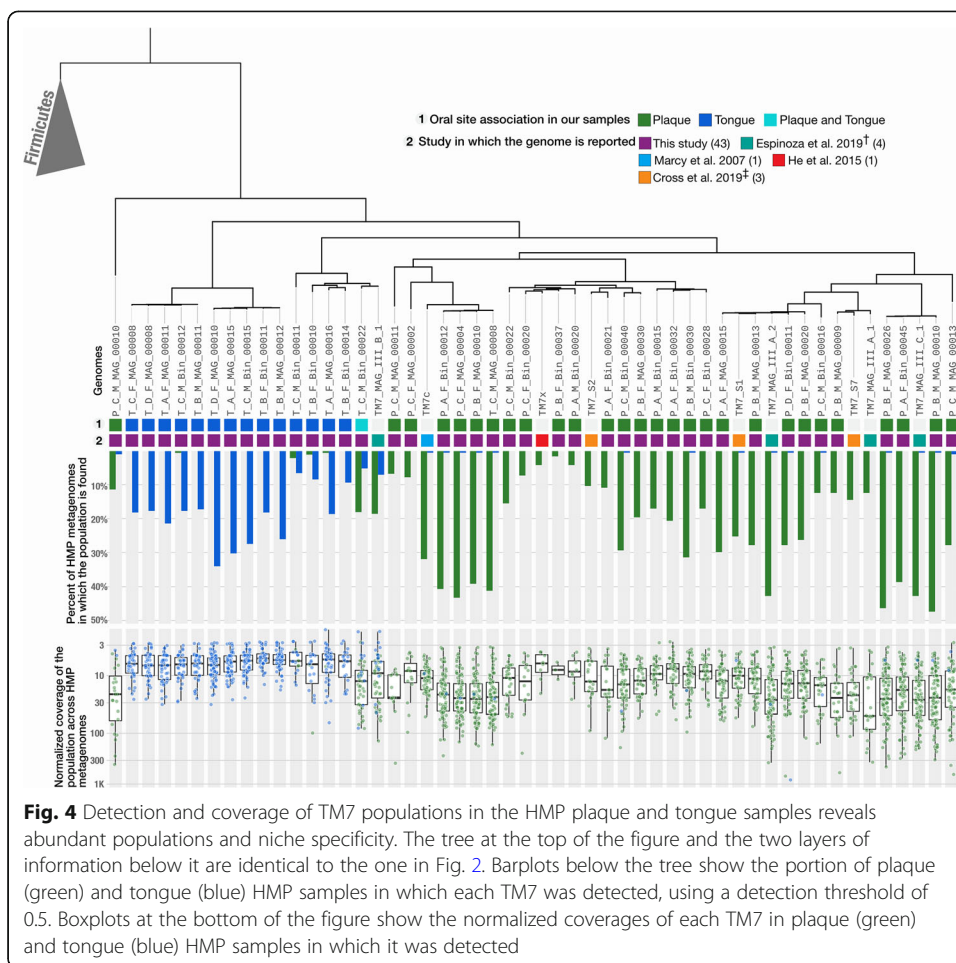 Firmicutes
1 Oral site association in our samples Plaque Tongue Plaque and Tongue
2 Study in which the genome is reported This study (43) Espinoza et al. 2019† (4)
Marcy et al. 2007 (1) He et al. 2015 (1)
Cross et al. 2019‡ (3)
Genomes
P_C_M_MAG_00010
T_C_F_MAG_00008
T_D_F_MAG_00008
T_A_F_MAG_00011
T_C_M_Bin_00012
T_B_M_MAG_00011
T_D_F_MAG_00010
T_A_F_MAG_00015
T_C_M_Bin_00015
T_B_F_Bin_00011
T_B_M_MAG_00012
T_C_M_Bin_00011
T_B_F_Bin_00010
T_A_F_MAG_00016
T_B_F_Bin_00014
T_C_M_Bin_00022
TM7_MAG_III_B_1
P_C_M_MAG_00011
P_C_F_MAG_00002
TM7c
P_A_F_Bin_00012
P_C_F_MAG_00004
P_B_F_MAG_00010
T_C_M_MAG_00008
P_C_M_Bin_00022
P_C_F_Bin_00020
TM7x
P_B_F_Bin_00037
P_A_M_Bin_00020
TM7_S2
P_A_F_Bin_00021
P_C_M_Bin_00040
P_B_M_MAG_00030
P_A_M_Bin_00015
P_A_F_Bin_00032
P_A_M_Bin_00030
P_C_F_Bin_00028
P_A_F_MAG_00015
TM7_S1
P_B_M_MAG_00013
TM7_MAG_III_A_2
P_D_F_Bin_00011
P_B_F_MAG_00020
P_C_M_Bin_00016
P_B_M_MAG_00009
TM7_S7
TM7_MAG_III_A_1
P_B_F_MAG_00026
P_A_F_Bin_00045
TM7_MAG_III_C_1
P_B_M_MAG_00010
P_C_M_MAG_00013
1
2
Percent of HMP metagenomes
in which the population is found
10%
20%
30%
40%
50%
Normalized coverage of the
population across HMP
metagenomes
3
10
30
100
300
1K
Fig. 4 Detection and coverage of TM7 populations in the HMP plaque and tongue samples reveals
abundant populations and niche specificity. The tree at the top of the figure and the two layers of
information below it are identical to the one in Fig. 2. Barplots below the tree show the portion of plaque
(green) and tongue (blue) HMP samples in which each TM7 was detected, using a detection threshold of
0.5. Boxplots at the bottom of the figure show the normalized coverages of each TM7 in plaque (green)
and tongue (blue) HMP samples in which it was detected